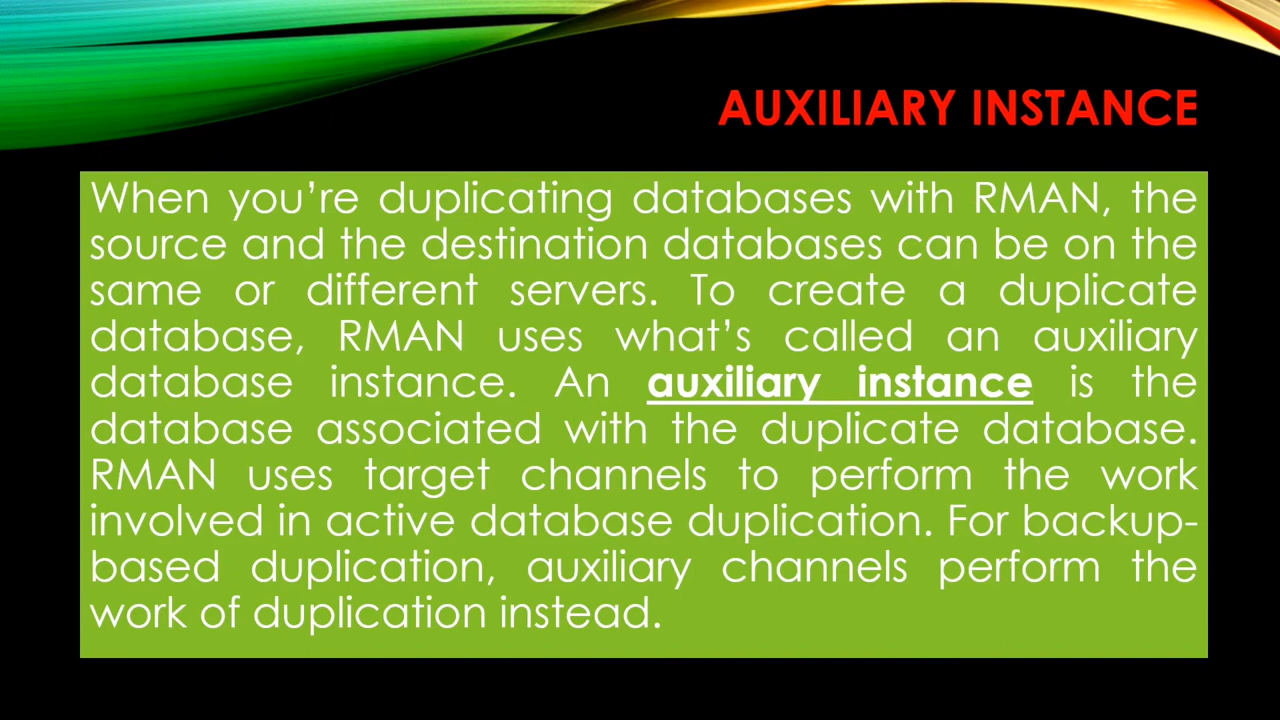 AUXILIARY INSTANCE
When you’re duplicating databases with RMAN, the
source and the destination databases can be on the
same or different servers. To create a duplicate
database, RMAN uses what’s called an auxiliary
database instance. An auxiliary instance is the
database associated with the duplicate database.
RMAN uses target channels to perform the work
involved in active database duplication. For backup-
based duplication, auxiliary channels perform the
work of duplication instead.